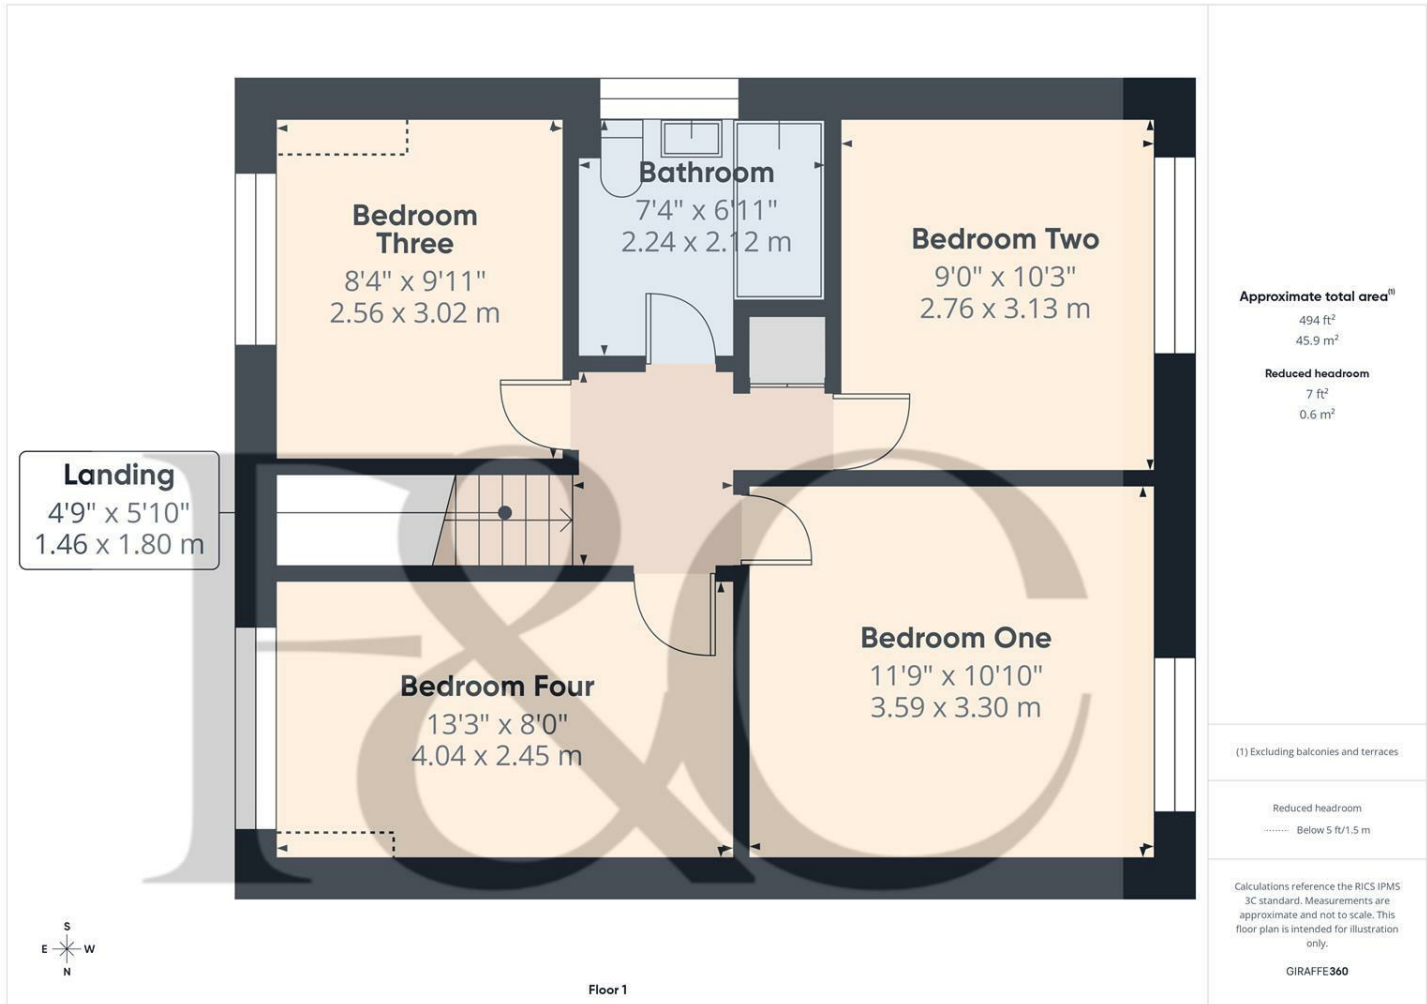 Bedroom
Three
8'4" x 9'11"
2.56 x 3.02 m
Bathroom
7'4" x 6'11"
2.24 x 2.12 m
Bedroom Two
9'0" x 10'3"
2.76 x 3.13 m
Landing
4'9" x 5'10"
1.46 x 1.80 m
Bedroom Four
13'3" x 8'0"
4.04 x 2.45 m
Bedroom One
11'9" x 10'10"
3.59 x 3.30 m
F&C
S
E W
N
Floor 1
Approximate total area(1)
494 ft²
45.9 m²
Reduced headroom
7 ft²
0.6 m²
(1) Excluding balconies and terraces
Reduced headroom
Below 5 ft/1.5 m
Calculations reference the RICS IPMS
3C standard. Measurements are
approximate and not to scale. This
floor plan is intended for illustration
only.
GIRAFFE360